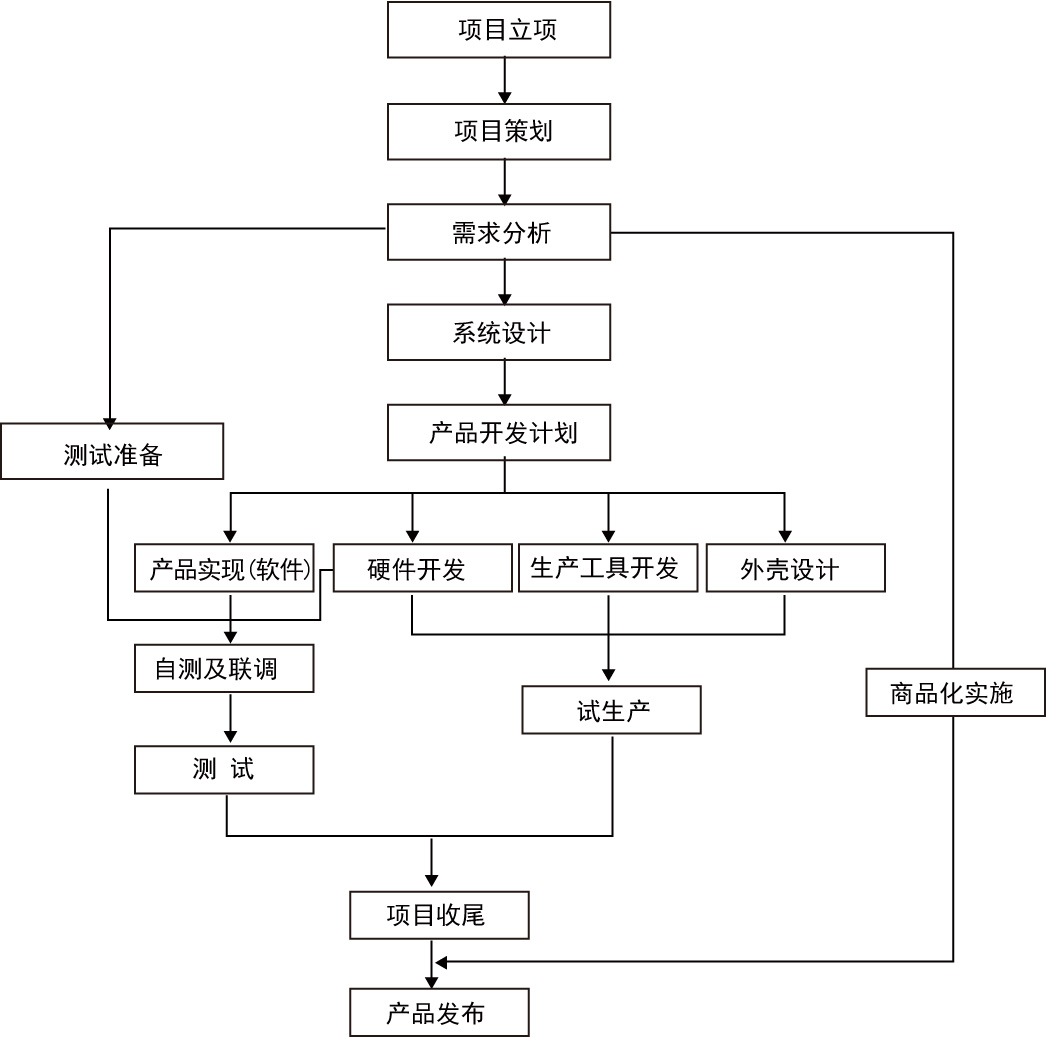 项目立项
项目策划
需求分析
系统设计
产品开发计划
测试准备
产品实现(软件)
硬件开发
生产工具开发
外壳设计
自测及联调
商品化实施
试生产
测 试
项目收尾
产品发布